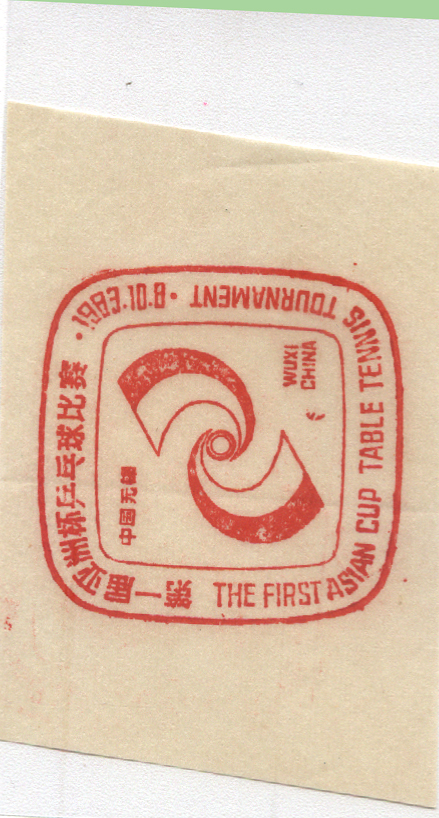 第一届亚洲杯乒乓球比赛
·1983.10.8·
THE FIRST ASIAN CUP TABLE TENNIS TOURNAMENT
中国无锡
WUXI
CHINA